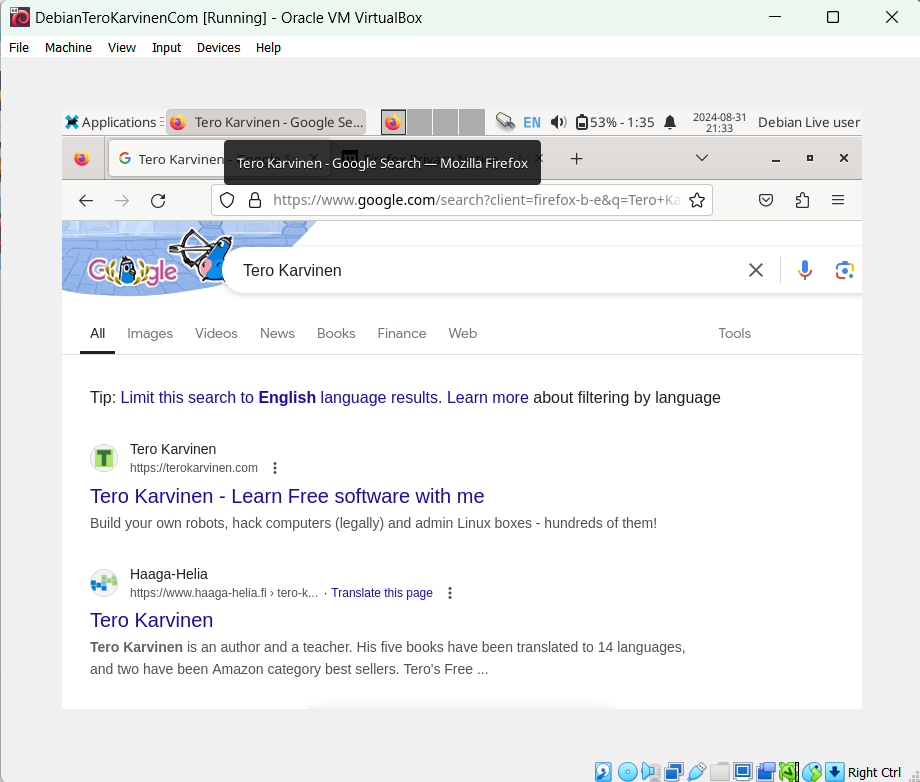 DebianTeroKarvinenCom [Running] - Oracle VM VirtualBox
File Machine View Input Devices Help
Applications Tero Karvinen - Google Se... EN 53% - 1:35 2024-08-31 21:33 Debian Live user
Tero Karvinen
Tero Karvinen - Google Search — Mozilla Firefox
https://www.google.com/search?client=firefox-b-e&q=Tero+Ka
Google
Tero Karvinen
All Images Videos News Books Finance Web Tools
Tip: Limit this search to English language results. Learn more about filtering by language
T
Tero Karvinen
https://terokarvinen.com
Tero Karvinen - Learn Free software with me
Build your own robots, hack computers (legally) and admin Linux boxes - hundreds of them!
Haaga-Helia
https://www.haaga-helia.fi › tero-k... · Translate this page
Tero Karvinen
Tero Karvinen is an author and a teacher. His five books have been translated to 14 languages,
and two have been Amazon category best sellers. Tero's Free ...
Right Ctrl